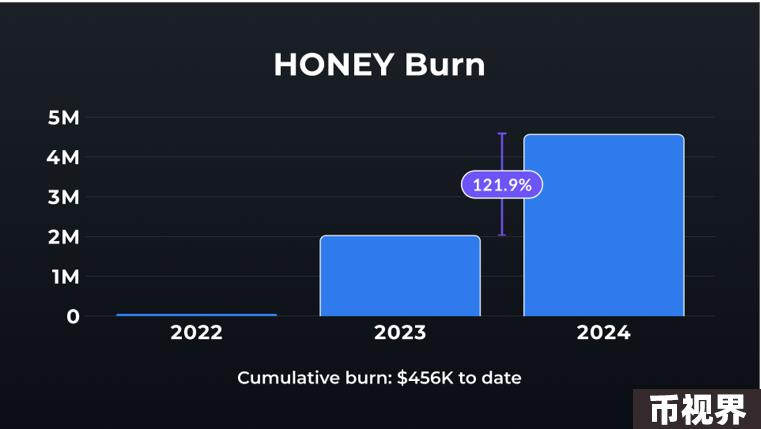 HONEY Burn
5M
4M
3M
2M
1M
0
121.9%
2022 2023 2024
Cumulative burn: $456K to date
币视界